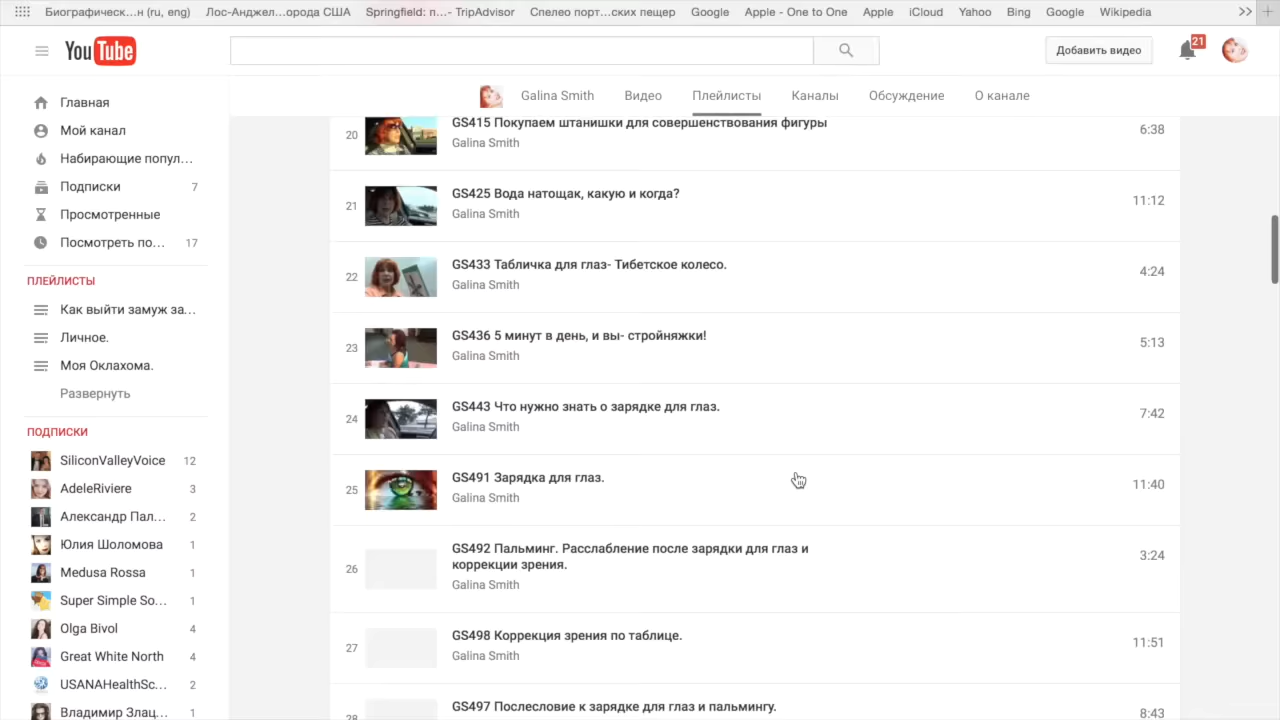 Биографическ...н (ru, eng) Лос-Анджел...орода США Springfield: п...- TripAdvisor Спелео порт...ских пещер Google Apple - One to One Apple iCloud Yahoo Bing Google Wikipedia
YouTube
Добавить видео
21
Galina Smith Видео Плейлисты Каналы Обсуждение О канале
Главная
Мой канал
Набирающие попул...
Подписки 7
Просмотренные
Посмотреть по... 17
ПЛЕЙЛИСТЫ
Как выйти замуж за...
Личное.
Моя Оклахома.
Развернуть
ПОДПИСКИ
SiliconValleyVoice 12
AdeleRiviere 3
Александр Пал... 2
Юлия Шоломова 1
Medusa Rossa 1
Super Simple So... 1
Olga Bivol 4
Great White North 4
USANAHealthSc... 2
Владимир Злац... 1
20 GS415 Покупаем штанишки для совершенствования фигуры 6:38
Galina Smith
21 GS425 Вода натощак, какую и когда? 11:12
Galina Smith
22 GS433 Табличка для глаз- Тибетское колесо. 4:24
Galina Smith
23 GS436 5 минут в день, и вы- стройняжки! 5:13
Galina Smith
24 GS443 Что нужно знать о зарядке для глаз. 7:42
Galina Smith
25 GS491 Зарядка для глаз. 11:40
Galina Smith
26 GS492 Пальминг. Расслабление после зарядки для глаз и 3:24
коррекции зрения.
Galina Smith
27 GS498 Коррекция зрения по таблице. 11:51
Galina Smith
28 GS497 Послесловие к зарядке для глаз и пальмингу. 8:43